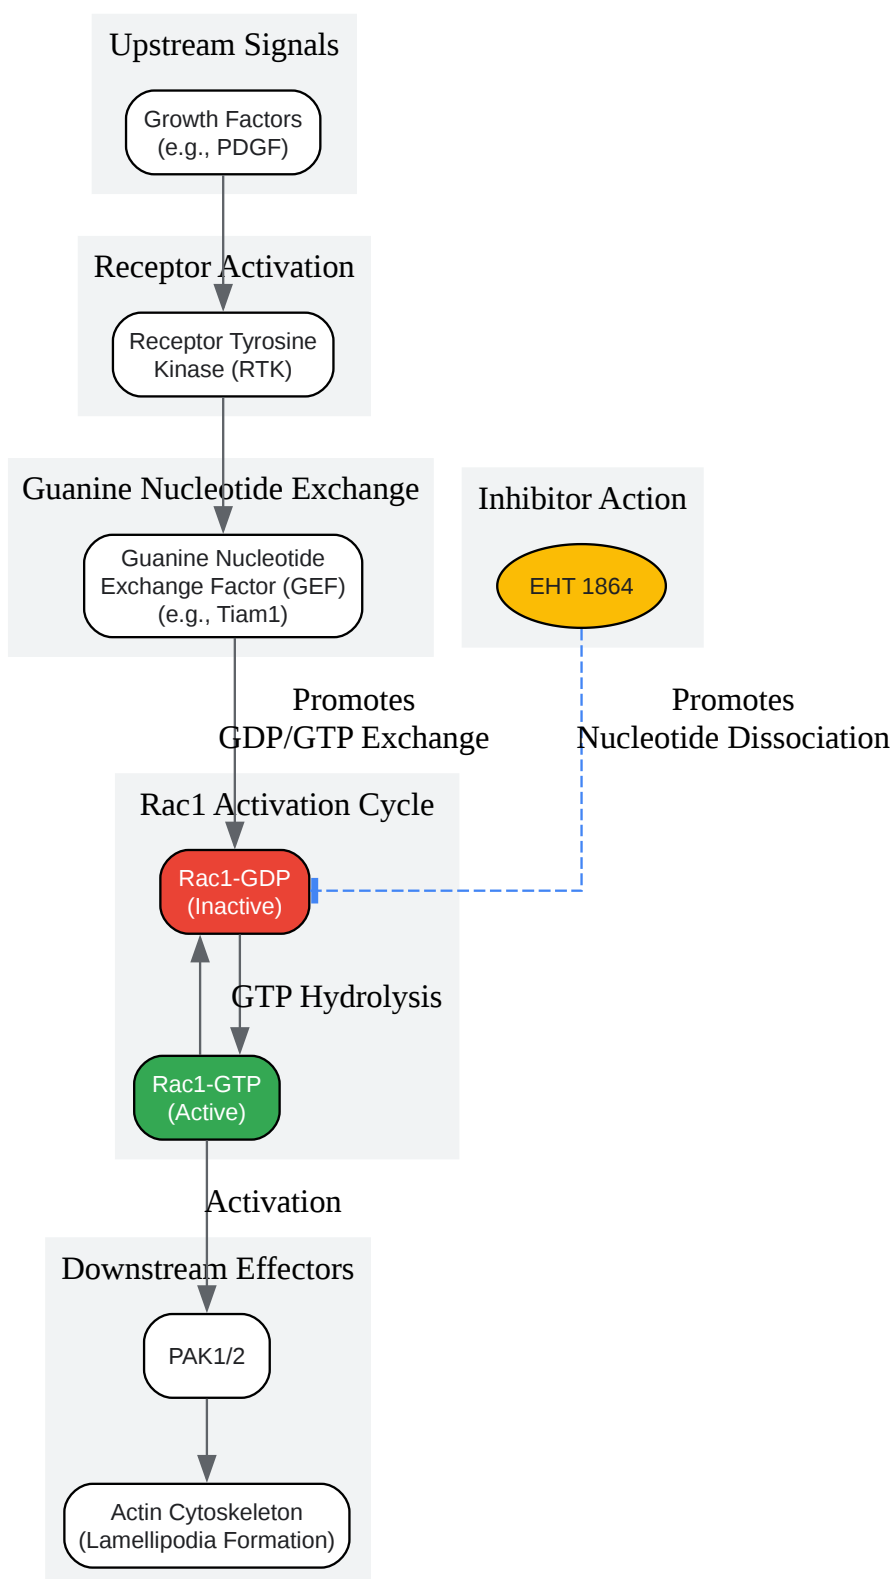 Upstream Signals
Growth Factors
(e.g., PDGF)
Receptor Activation
Receptor Tyrosine
Kinase (RTK)
Guanine Nucleotide Exchange
Guanine Nucleotide
Exchange Factor (GEF)
(e.g., Tiam1)
Inhibitor Action
EHT 1864
Promotes
GDP/GTP Exchange
Promotes
Nucleotide Dissociation
Rac1 Activation Cycle
Rac1-GDP
(Inactive)
GTP Hydrolysis
Rac1-GTP
(Active)
Activation
Downstream Effectors
PAK1/2
Actin Cytoskeleton
(Lamellipodia Formation)